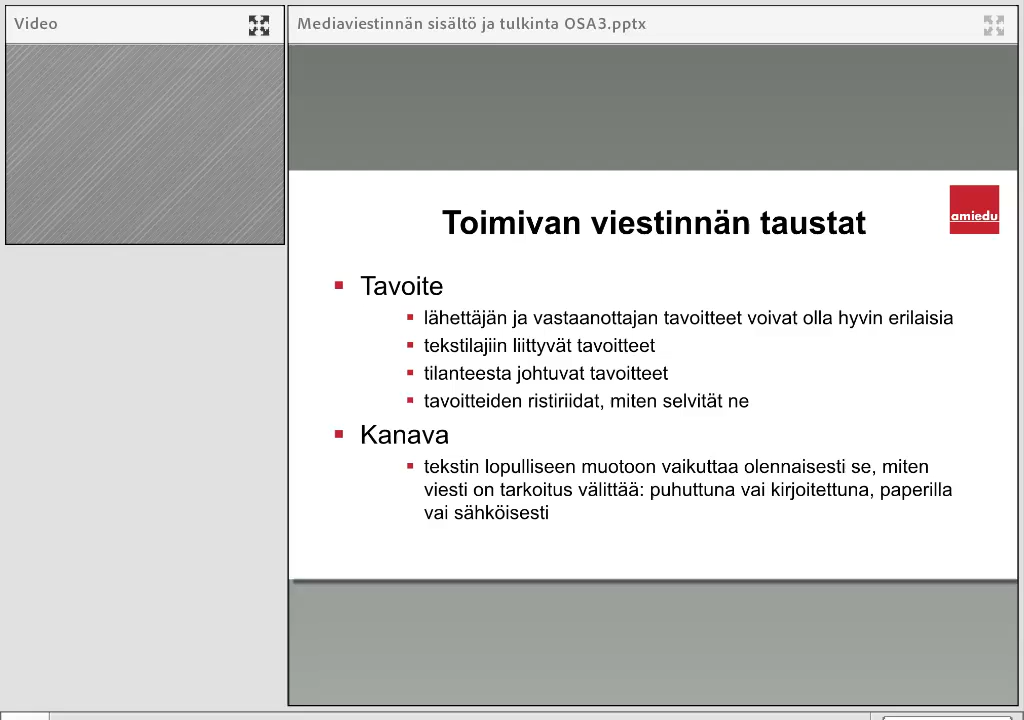 Video
Mediaviestinnän sisältö ja tulkinta OSA3.pptx
amiedu
Toimivan viestinnän taustat
Tavoite
lähettäjän ja vastaanottajan tavoitteet voivat olla hyvin erilaisia
tekstilajiin liittyvät tavoitteet
tilanteesta johtuvat tavoitteet
tavoitteiden ristiriidat, miten selvität ne
Kanava
tekstin lopulliseen muotoon vaikuttaa olennaisesti se, miten
viesti on tarkoitus välittää: puhuttuna vai kirjoitettuna, paperilla
vai sähköisesti